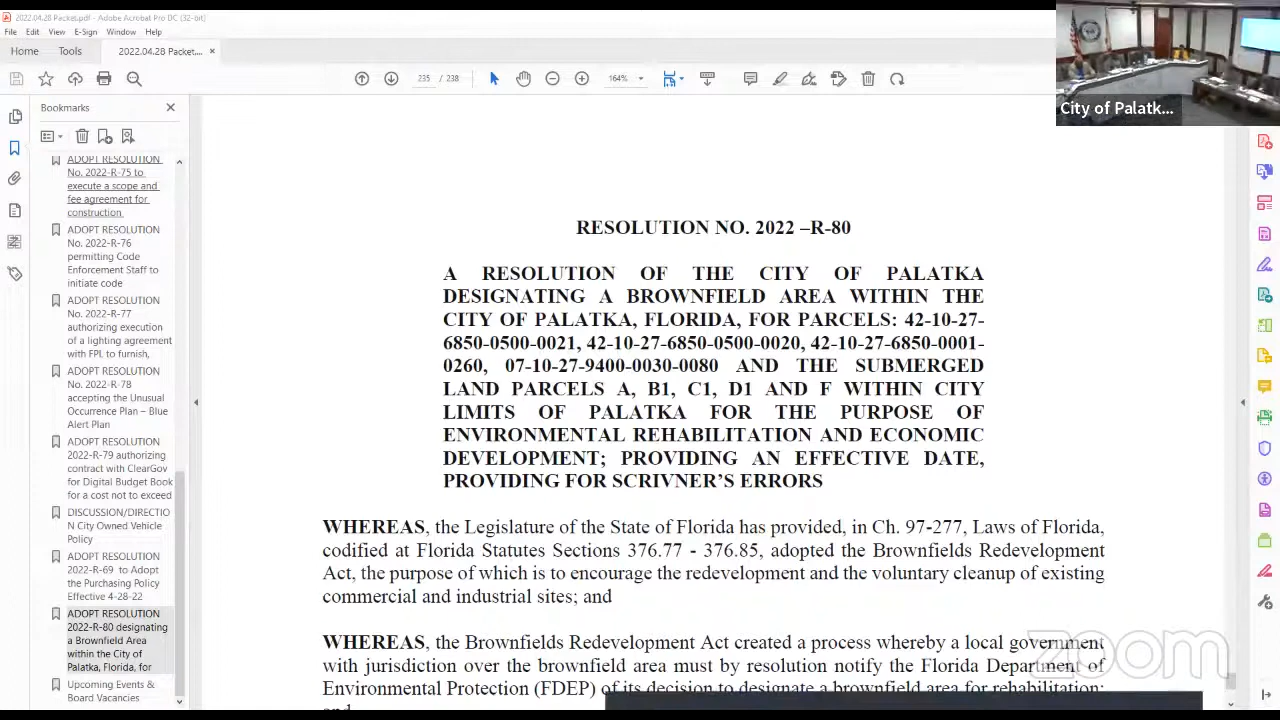 2022.04.28 Packet.pdf - Adobe Acrobat Pro DC (32-bit)
File Edit View E-Sign Window Help
Home Tools 2022.04.28 Packet,... ×
235 / 238 164%
Bookmarks
ADOPT RESOLUTION
No. 2022-R-75 to
execute a scope and
fee agreement for
construction
ADOPT RESOLUTION
No. 2022-R-76
permitting Code
Enforcement Staff to
initiate code
ADOPT RESOLUTION
No. 2022-R-77
authorizing execution
of a lighting agreement
with FPL to furnish,
ADOPT RESOLUTION
No. 2022-R-78
accepting the Unusual
Occurrence Plan – Blue
Alert Plan
ADOPT RESOLUTION
2022-R-79 authorizing
contract with ClearGov
for Digital Budget Book
for a cost not to exceed
DISCUSSION/DIRECTIO
N City Owned Vehicle
Policy
ADOPT RESOLUTION
2022-R-69 to Adopt
the Purchasing Policy
Effective 4-28-22
ADOPT RESOLUTION
2022-R-80 designating
a Brownfield Area
within the City of
Palatka, Florida, for
Upcoming Events &
Board Vacancies
RESOLUTION NO. 2022 –R-80
A RESOLUTION OF THE CITY OF PALATKA
DESIGNATING A BROWNFIELD AREA WITHIN THE
CITY OF PALATKA, FLORIDA, FOR PARCELS: 42-10-27-
6850-0500-0021, 42-10-27-6850-0500-0020, 42-10-27-6850-0001-
0260, 07-10-27-9400-0030-0080 AND THE SUBMERGED
LAND PARCELS A, B1, C1, D1 AND F WITHIN CITY
LIMITS OF PALATKA FOR THE PURPOSE OF
ENVIRONMENTAL REHABILITATION AND ECONOMIC
DEVELOPMENT; PROVIDING AN EFFECTIVE DATE,
PROVIDING FOR SCRIVNER’S ERRORS
WHEREAS, the Legislature of the State of Florida has provided, in Ch. 97-277, Laws of Florida,
codified at Florida Statutes Sections 376.77 - 376.85, adopted the Brownfields Redevelopment
Act, the purpose of which is to encourage the redevelopment and the voluntary cleanup of existing
commercial and industrial sites; and
WHEREAS, the Brownfields Redevelopment Act created a process whereby a local government
with jurisdiction over the brownfield area must by resolution notify the Florida Department of
Environmental Protection (FDEP) of its decision to designate a brownfield area for rehabilitation;
and
City of Palatk...
zoom